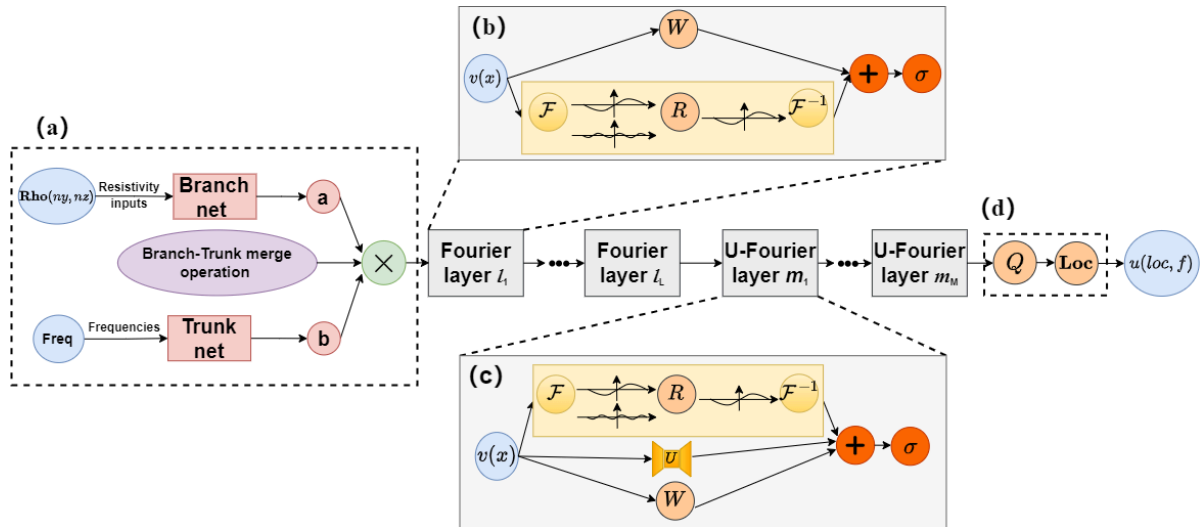 (a)
Rho(ny, nz)
Resistivity
inputs
Branch
net
a
Branch-Trunk merge
operation
×
Freq
Frequencies
Trunk
net
b
(b)
v(x)
W
F
R
F⁻¹
+
σ
Fourier
layer l₁
Fourier
layer l_L
U-Fourier
layer m₁
U-Fourier
layer m_M
(c)
F
R
F⁻¹
v(x)
U
W
+
σ
(d)
Q
Loc
u(loc, f)